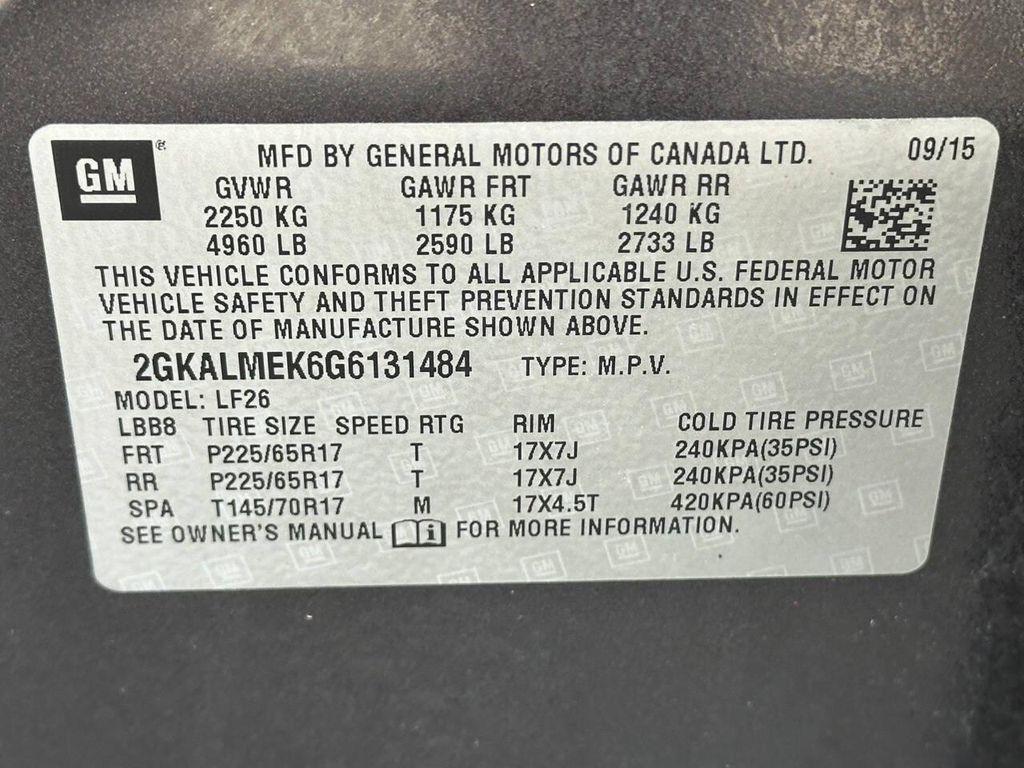 GM®
MFD BY GENERAL MOTORS OF CANADA LTD. 09/15
GVWR GAWR FRT GAWR RR
2250 KG 1175 KG 1240 KG
4960 LB 2590 LB 2733 LB
THIS VEHICLE CONFORMS TO ALL APPLICABLE U.S. FEDERAL MOTOR
VEHICLE SAFETY AND THEFT PREVENTION STANDARDS IN EFFECT ON
THE DATE OF MANUFACTURE SHOWN ABOVE.
2GKALMEK6G6131484 TYPE: M.P.V.
MODEL: LF26
LBB8 TIRE SIZE SPEED RTG RIM COLD TIRE PRESSURE
FRT P225/65R17 T 17X7J 240KPA(35PSI)
RR P225/65R17 T 17X7J 240KPA(35PSI)
SPA T145/70R17 M 17X4.5T 420KPA(60PSI)
SEE OWNER'S MANUAL i FOR MORE INFORMATION.